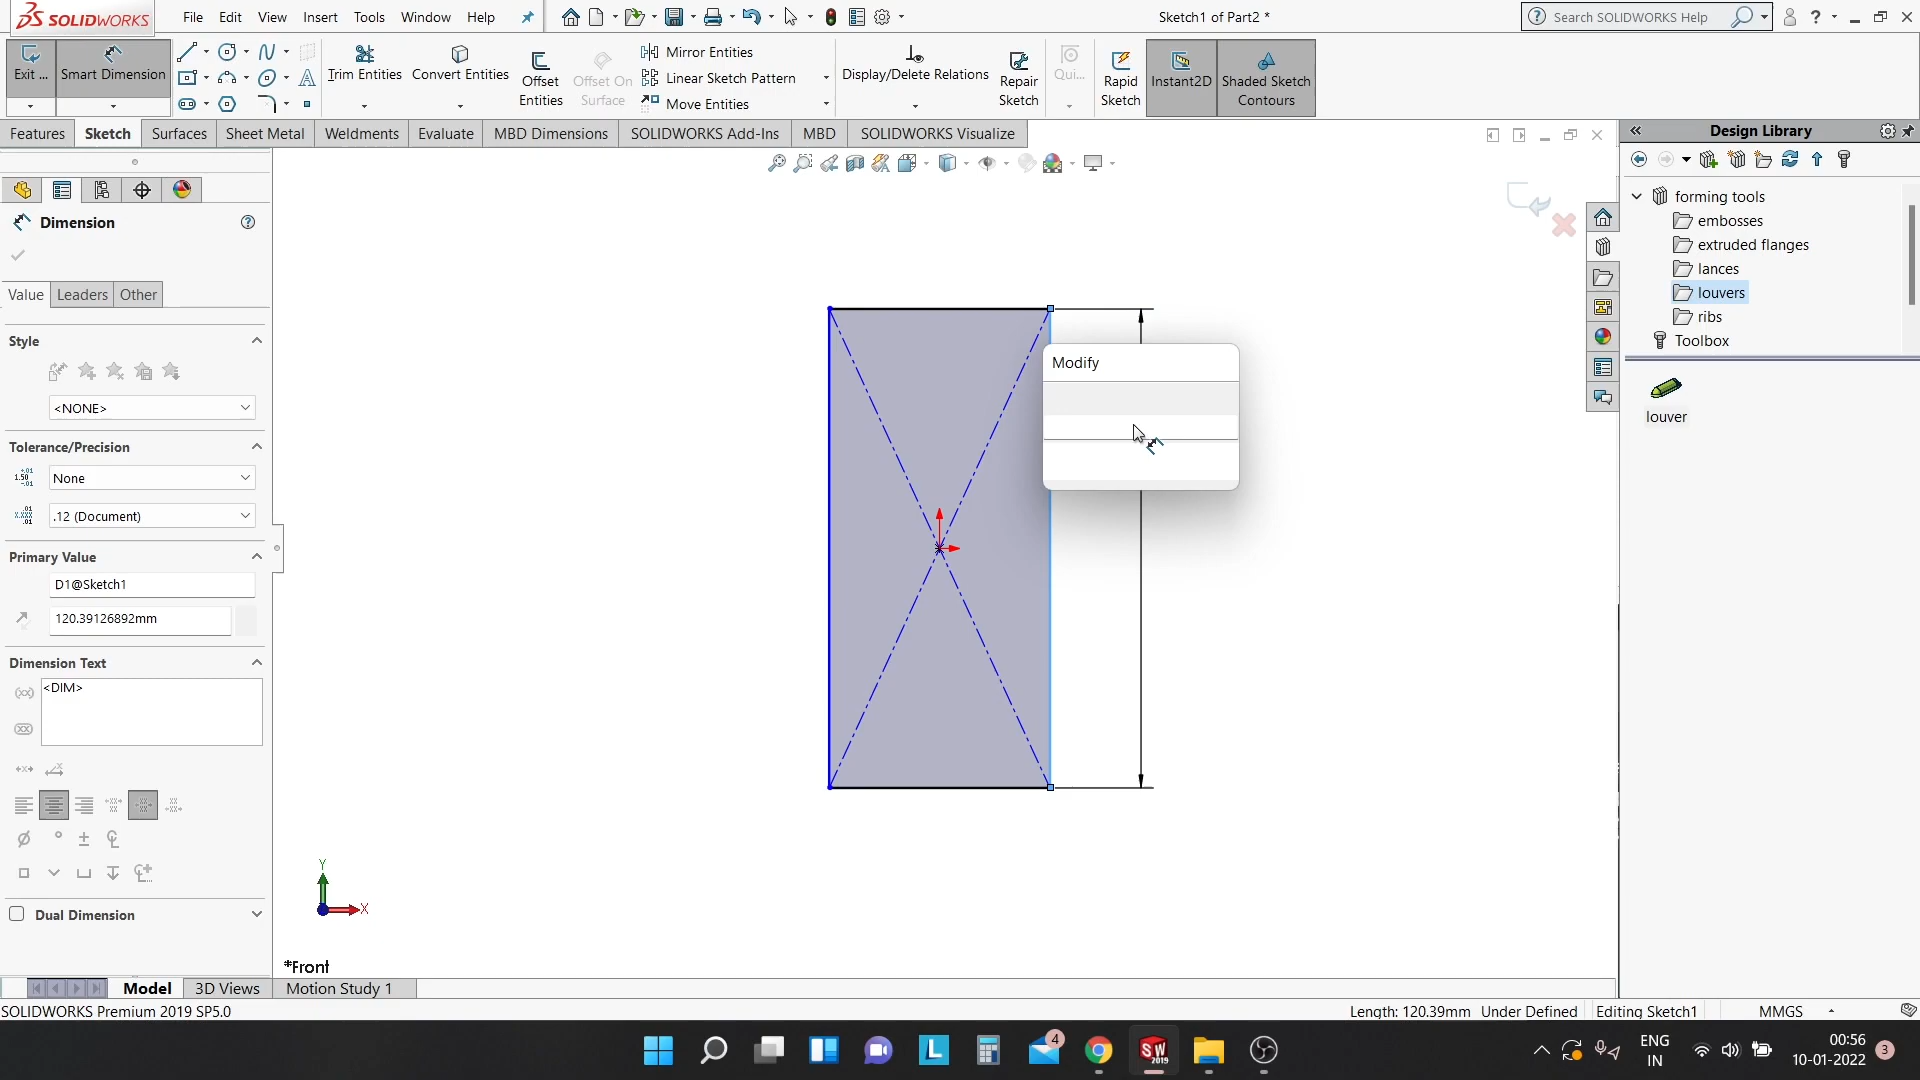 SOLIDWORKS
File Edit View Insert Tools Window Help
Sketch1 of Part2 *
Search SOLIDWORKS Help
Exit ...
Smart Dimension
Trim Entities
Convert Entities
Offset Entities
Offset On Surface
Mirror Entities
Linear Sketch Pattern
Move Entities
Display/Delete Relations
Repair Sketch
Qui...
Rapid Sketch
Instant2D
Shaded Sketch Contours
Features Sketch Surfaces Sheet Metal Weldments Evaluate MBD Dimensions SOLIDWORKS Add-Ins MBD SOLIDWORKS Visualize
Design Library
forming tools
embosses
extruded flanges
lances
louvers
ribs
Toolbox
louver
Dimension
Value Leaders Other
Style
<NONE>
Tolerance/Precision
None
.12 (Document)
Primary Value
D1@Sketch1
120.39126892mm
Dimension Text
<DIM>
Dual Dimension
Modify
Y
X
*Front
Model 3D Views Motion Study 1
SOLIDWORKS Premium 2019 SP5.0
Length: 120.39mm Under Defined Editing Sketch1 MMGS
4
SW
2019
ENG
IN
00:56
10-01-2022
3